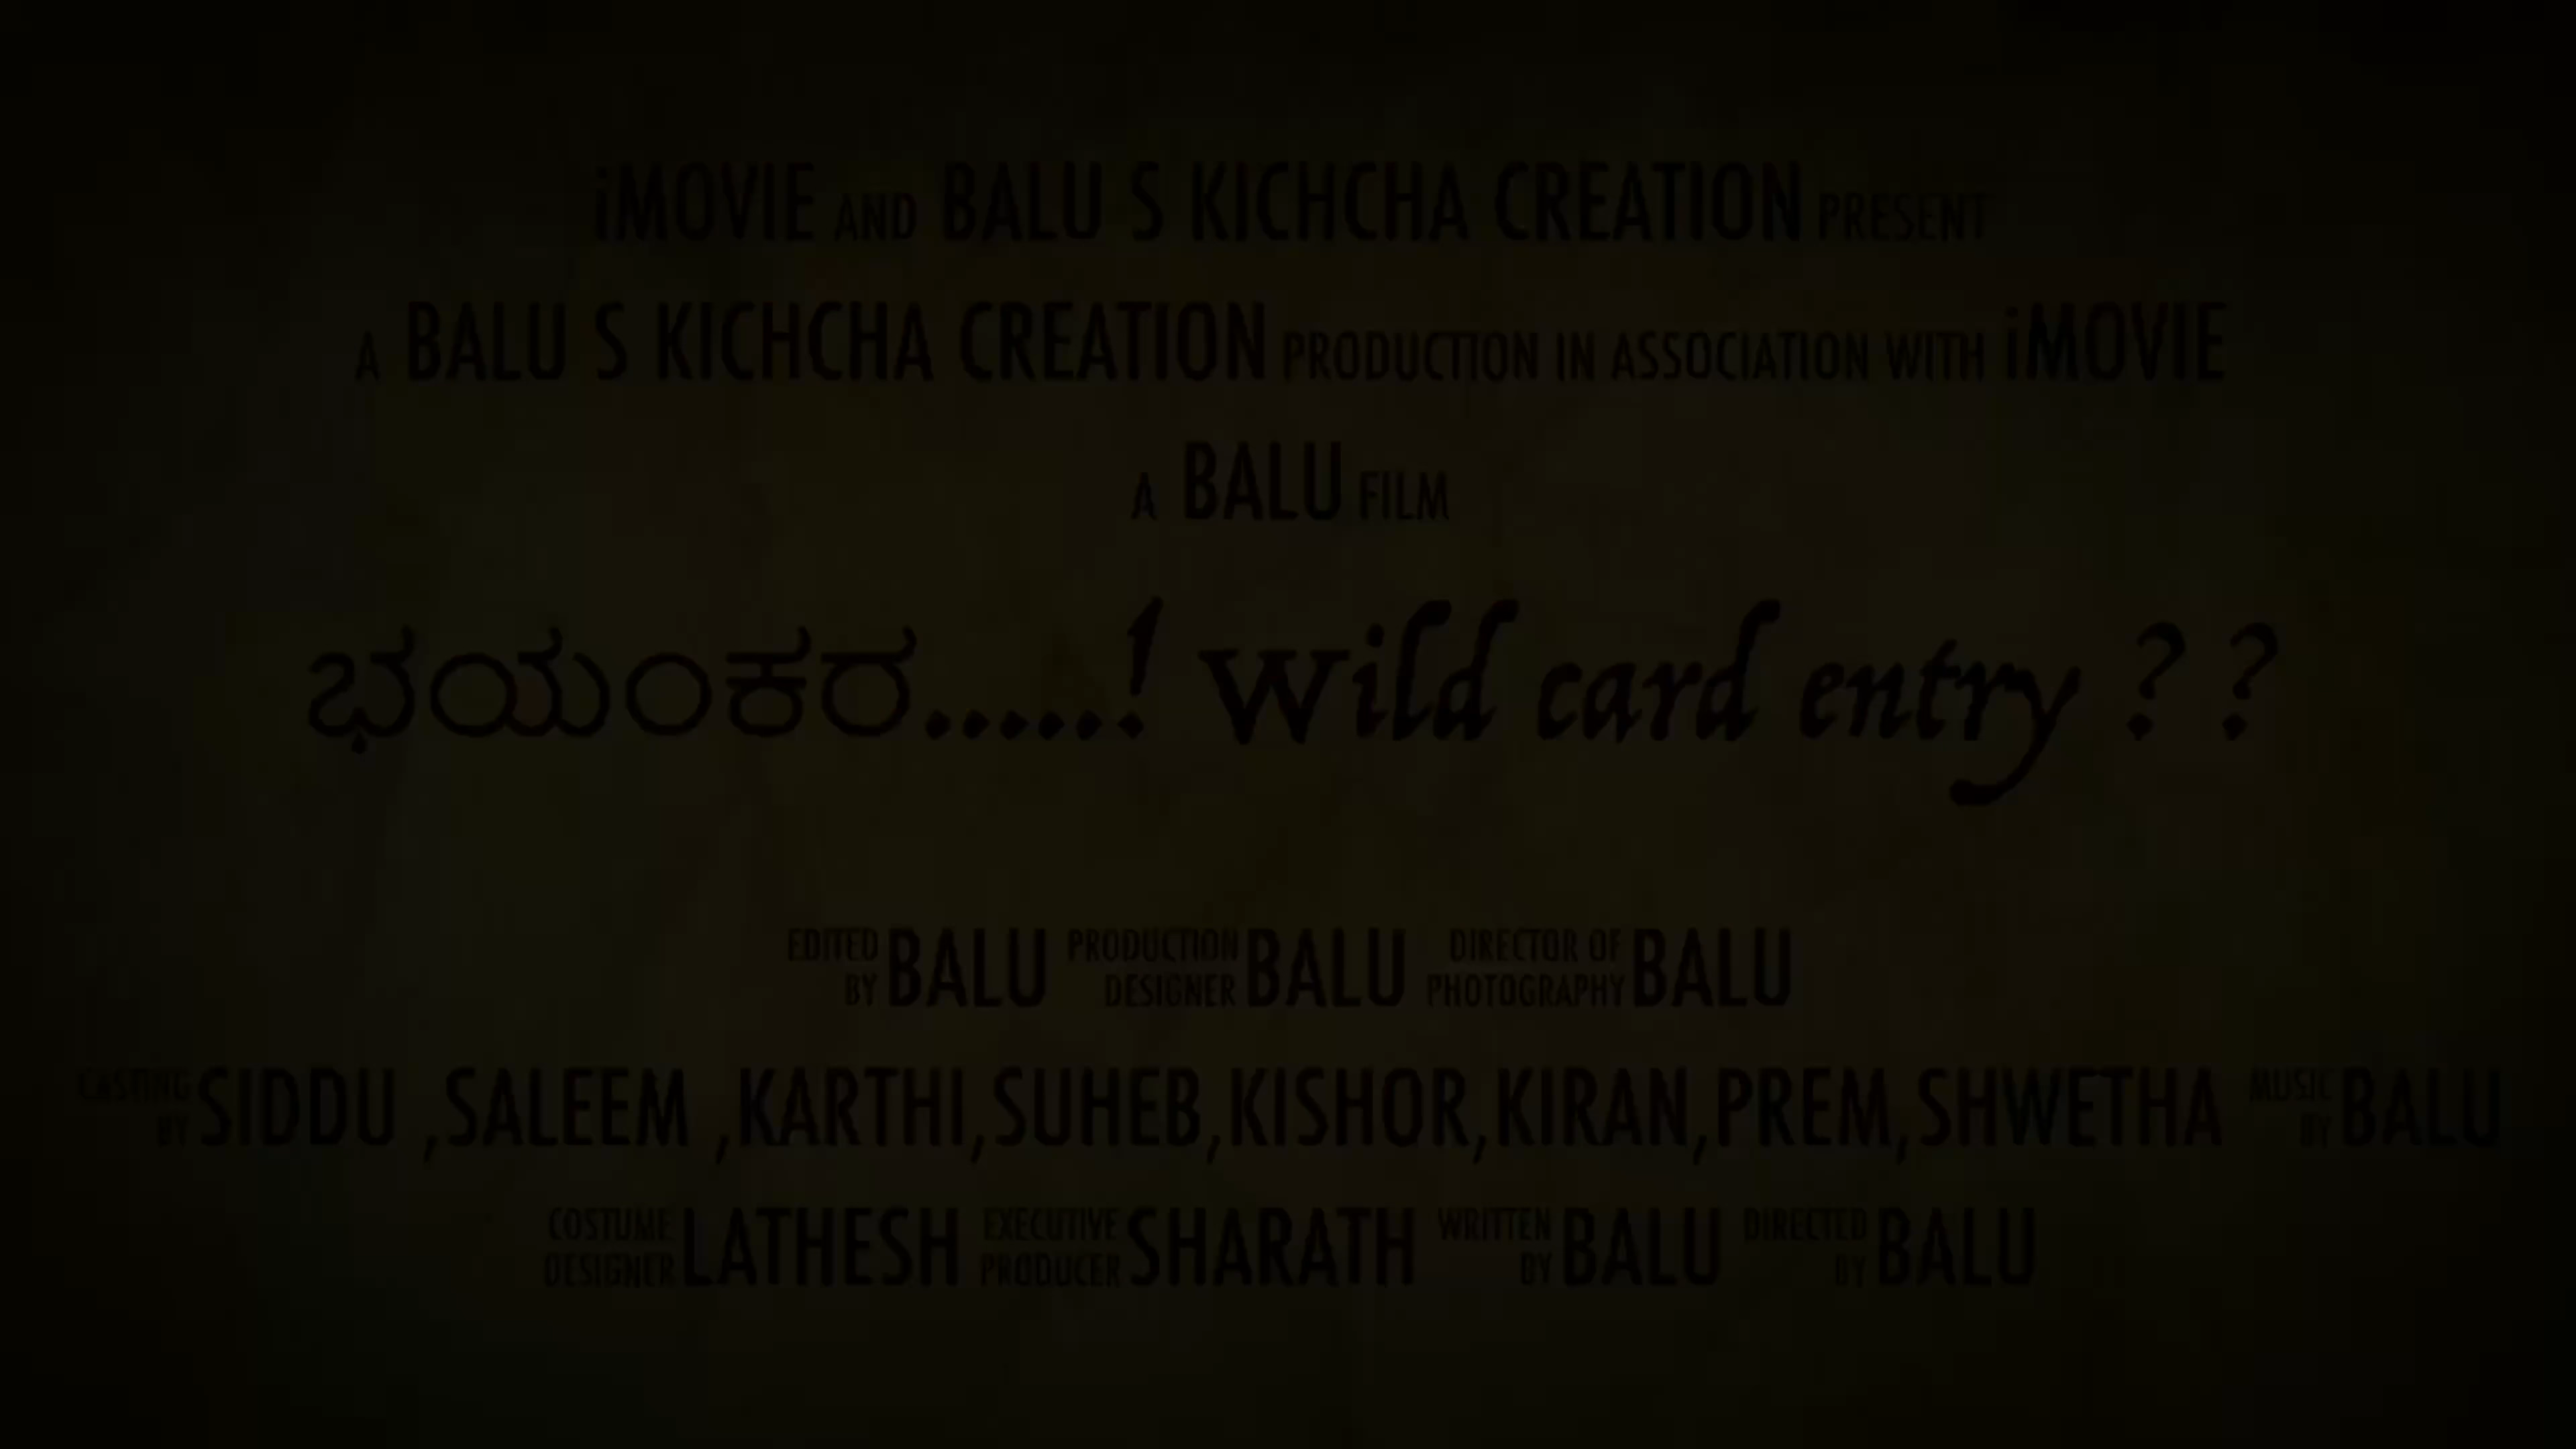 iMOVIE AND BALU S KICHCHA CREATION PRESENT
A BALU S KICHCHA CREATION PRODUCTION IN ASSOCIATION WITH iMOVIE
A BALU FILM
ಭಯಂಕರ.....! Wild card entry ? ?
EDITED BY BALU PRODUCTION DESIGNER BALU DIRECTOR OF PHOTOGRAPHY BALU
CASTING BY SIDDU ,SALEEM ,KARTHI,SUHEB,KISHOR,KIRAN,PREM,SHWETHA MUSIC BY BALU
COSTUME DESIGNER LATHESH EXECUTIVE PRODUCER SHARATH WRITTEN BY BALU DIRECTED BY BALU